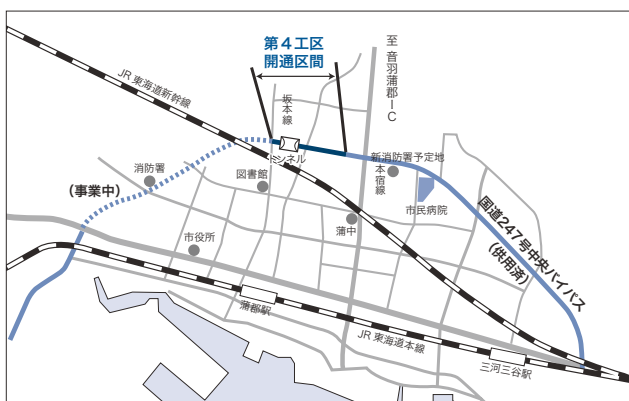 第４工区
開通区間
至 音羽蒲郡ＩＣ
JR 東海道新幹線
坂本線
トンネル
新消防署予定地
消防署
図書館
本宿線
(事業中)
市民病院
国道247号中央バイパス
(供用済)
蒲中
市役所
蒲郡駅
JR 東海道本線
三河三谷駅